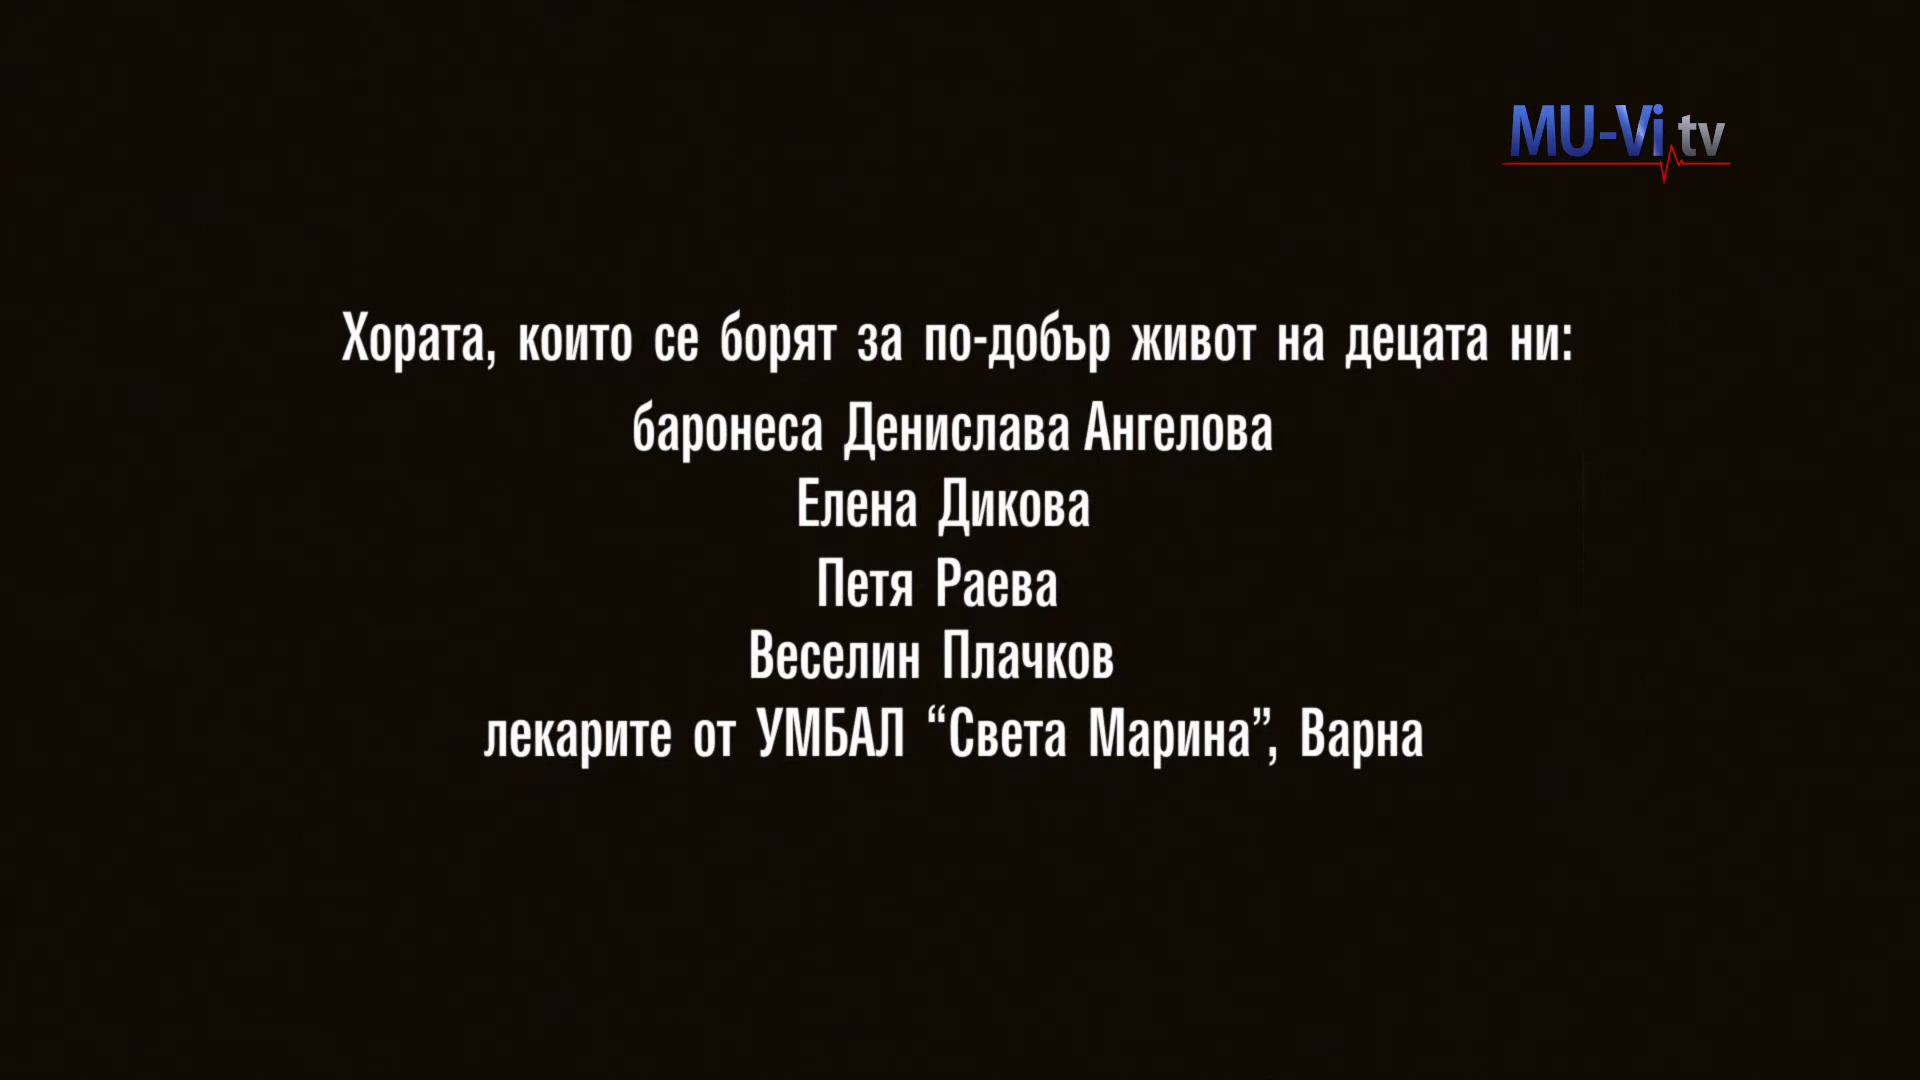 MU-Vi.tv
Хората, които се борят за по-добър живот на децата ни:
баронеса Денислава Ангелова
Елена Дикова
Петя Раева
Веселин Плачков
лекарите от УМБАЛ “Света Марина”, Варна